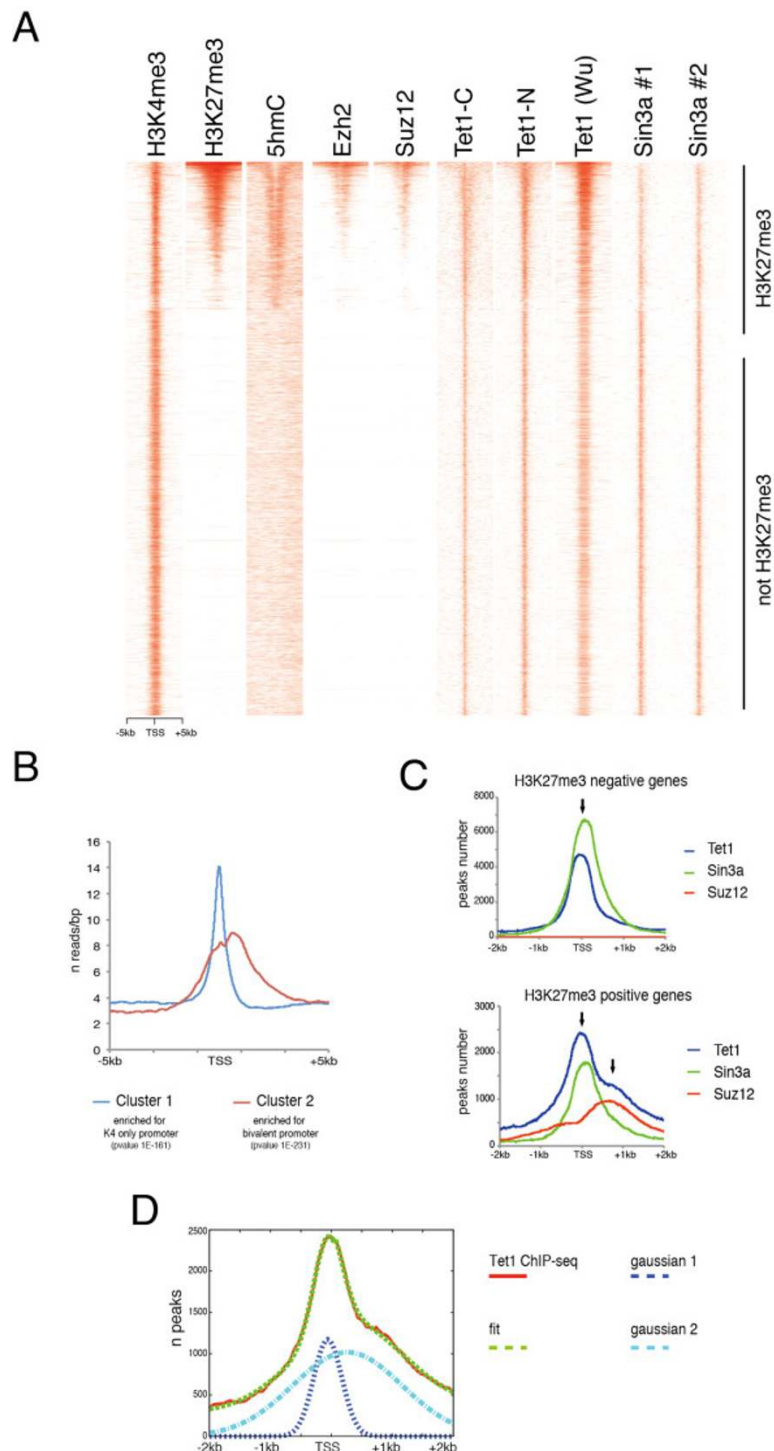 A
H3K4me3
H3K27me3
5hmC
Ezh2
Suz12
Tet1-C
Tet1-N
Tet1 (Wu)
Sin3a #1
Sin3a #2
H3K27me3
not H3K27me3
-5kb TSS +5kb
B
n reads/bp
16
14
12
10
8
6
4
2
0
-5kb TSS +5kb
Cluster 1
enriched for
K4 only promoter
(pvalue 1E-161)
Cluster 2
enriched for
bivalent promoter
(pvalue 1E-231)
C
H3K27me3 negative genes
peaks number
8000
6000
4000
2000
0
-2kb -1kb TSS +1kb +2kb
Tet1
Sin3a
Suz12
H3K27me3 positive genes
peaks number
3000
2000
1000
0
-2kb -1kb TSS +1kb +2kb
Tet1
Sin3a
Suz12
D
n peaks
2500
2000
1500
1000
500
0
-2kb -1kb TSS +1kb +2kb
Tet1 ChIP-seq
gaussian 1
fit
gaussian 2